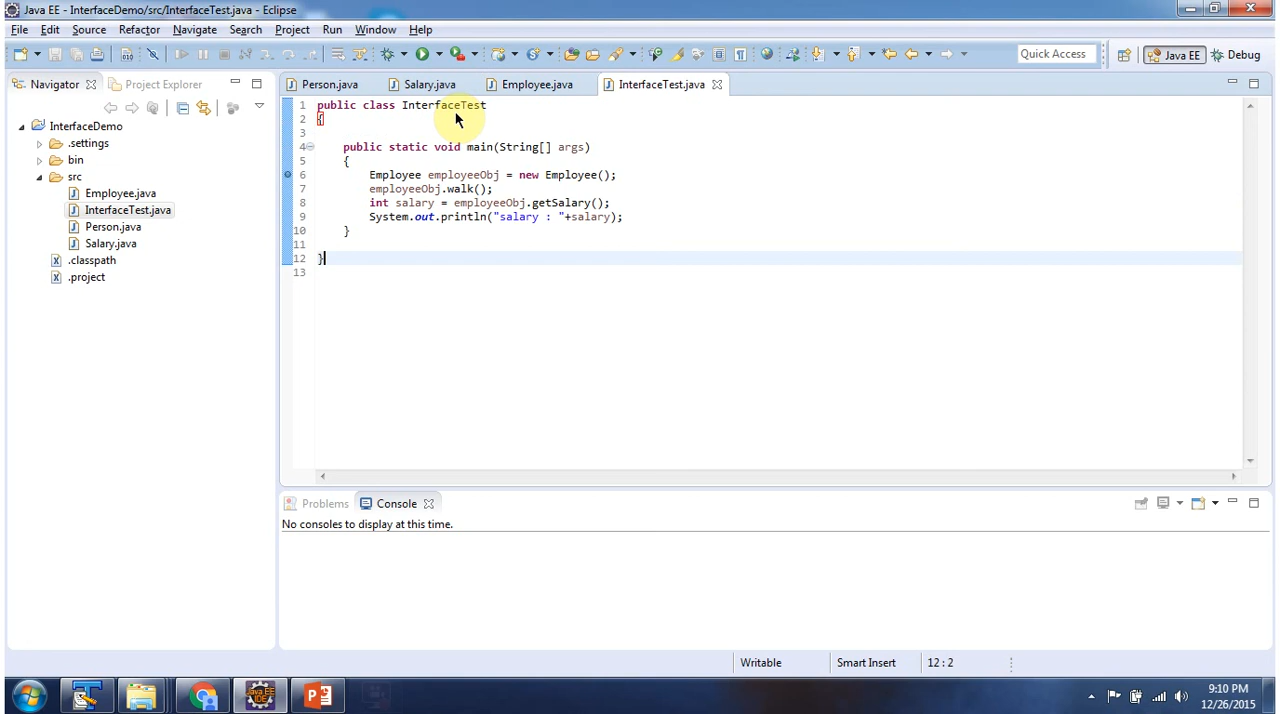 Java EE - InterfaceDemo/src/InterfaceTest.java - Eclipse
File Edit Source Refactor Navigate Search Project Run Window Help
Quick Access Java EE Debug
Navigator Project Explorer
Person.java Salary.java Employee.java InterfaceTest.java
InterfaceDemo
.settings
bin
src
Employee.java
InterfaceTest.java
Person.java
Salary.java
.classpath
.project
1 public class InterfaceTest
2 {
3
4 public static void main(String[] args)
5 {
6 Employee employeeObj = new Employee();
7 employeeObj.walk();
8 int salary = employeeObj.getSalary();
9 System.out.println("salary : "+salary);
10 }
11
12 }
13
Problems Console
No consoles to display at this time.
Writable Smart Insert 12 : 2
Java EE IDE
9:10 PM
12/26/2015